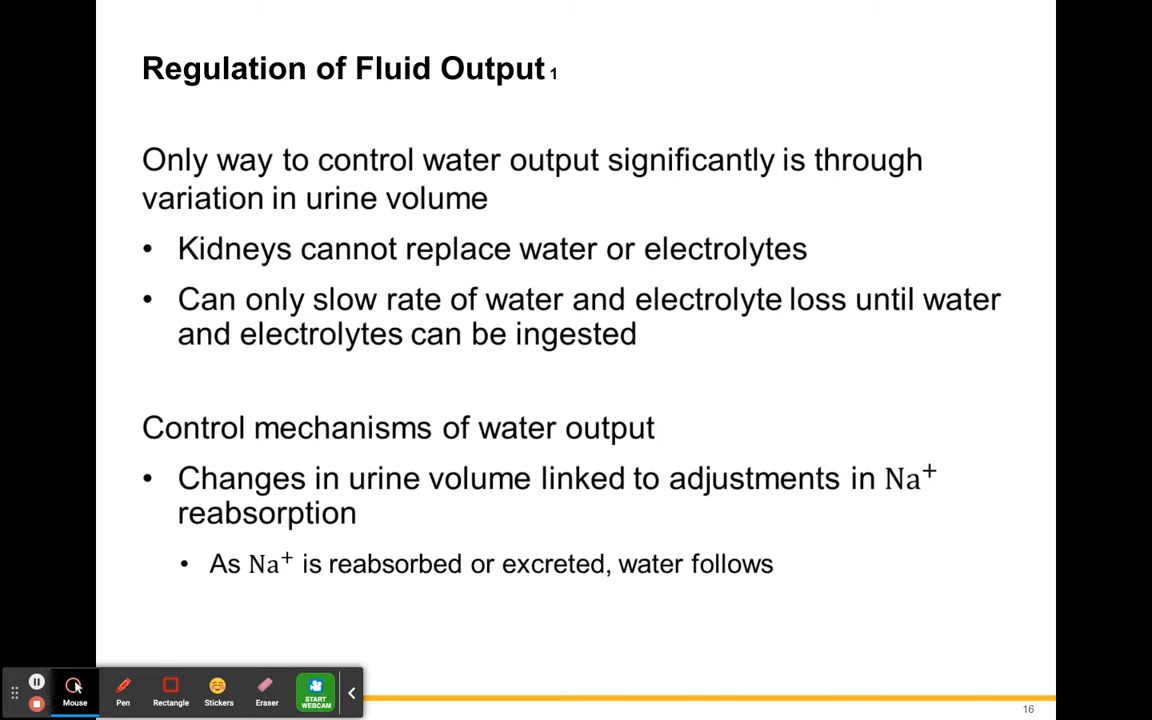 Regulation of Fluid Output 1
Only way to control water output significantly is through
variation in urine volume
• Kidneys cannot replace water or electrolytes
• Can only slow rate of water and electrolyte loss until water
and electrolytes can be ingested
Control mechanisms of water output
• Changes in urine volume linked to adjustments in Na⁺
reabsorption
• As Na⁺ is reabsorbed or excreted, water follows
Mouse Pen Rectangle Stickers Eraser START
WEBCAM
16